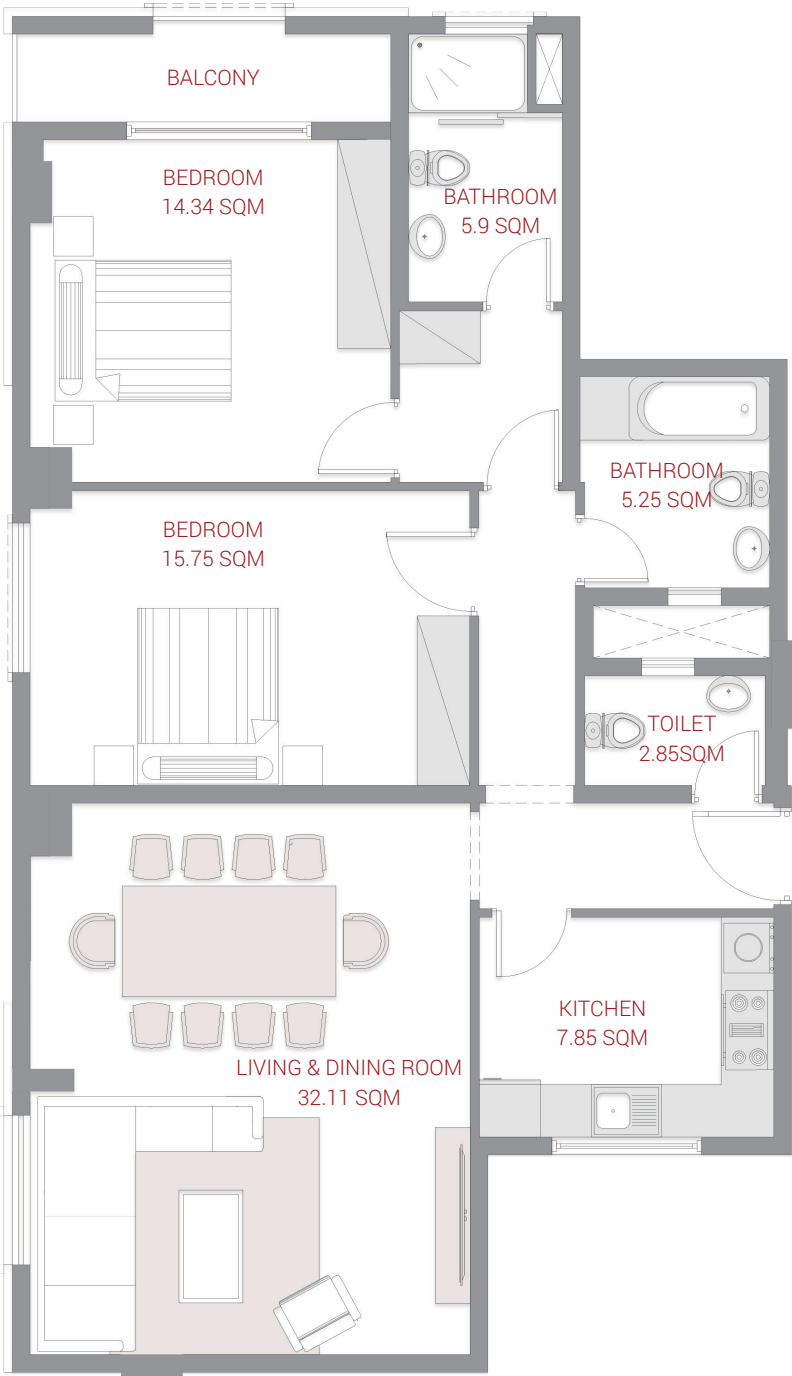 BALCONY
BEDROOM
14.34 SQM
BATHROOM
5.9 SQM
BATHROOM
5.25 SQM
BEDROOM
15.75 SQM
TOILET
2.85SQM
KITCHEN
7.85 SQM
LIVING & DINING ROOM
32.11 SQM